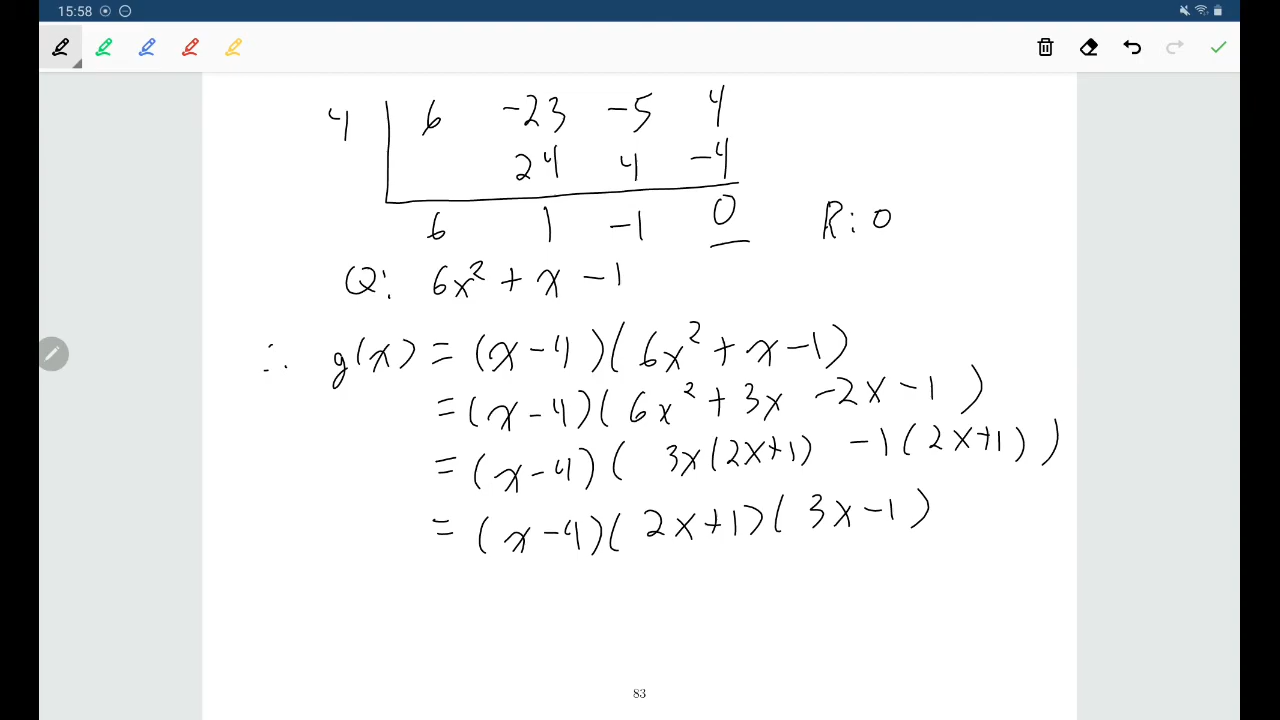 15:58
4 | 6 -23 -5 4
24 4 -4
6 1 -1 0 R: 0
Q: 6x² + x - 1
∴ g(x) = (x - 4)(6x² + x - 1)
= (x - 4)(6x² + 3x - 2x - 1)
= (x - 4)(3x(2x+1) - 1(2x+1))
= (x - 4)(2x+1)(3x - 1)
83